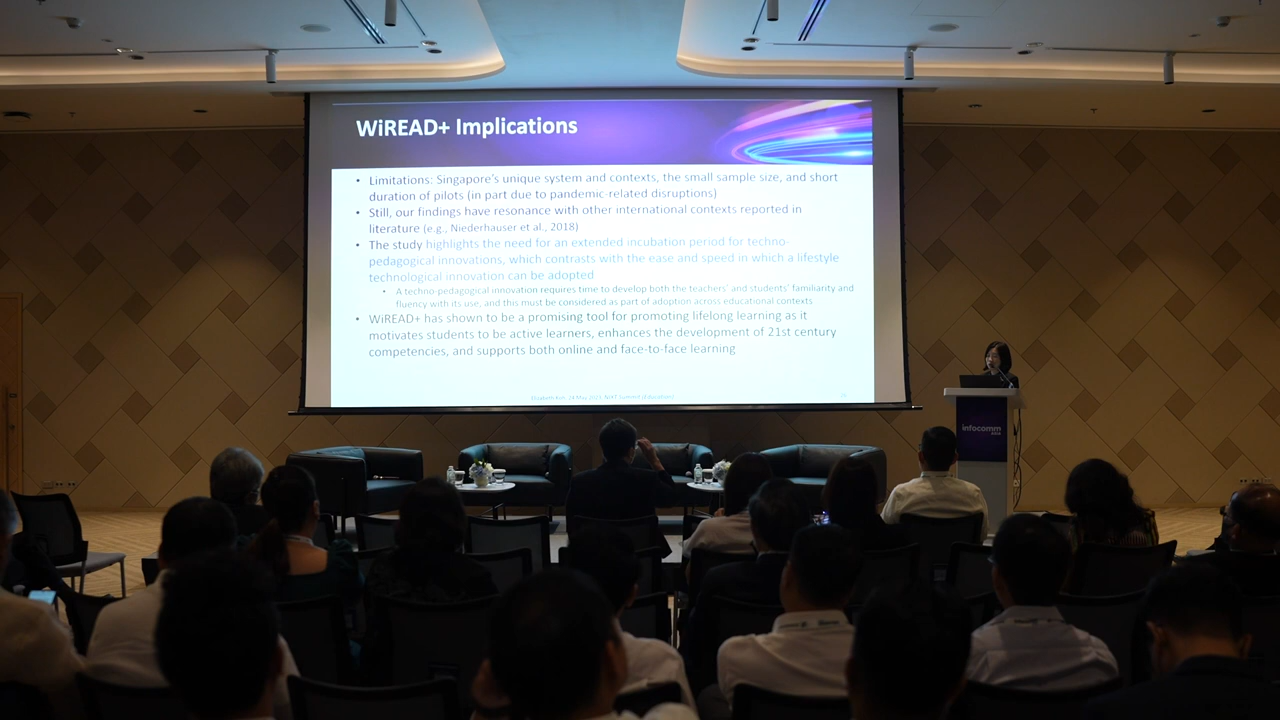 WiREAD+ Implications
• Limitations: Singapore's unique system and contexts, the small sample size, and short
duration of pilots (in part due to pandemic-related disruptions)
• Still, our findings have resonance with other international contexts reported in
literature (e.g., Niederhauser et al., 2018)
• The study highlights the need for an extended incubation period for techno-
pedagogical innovations, which contrasts with the ease and speed in which a lifestyle
technological innovation can be adopted
• A techno-pedagogical innovation requires time to develop both the teachers' and students' familiarity and
fluency with its use, and this must be considered as part of adoption across educational contexts
• WiREAD+ has shown to be a promising tool for promoting lifelong learning as it
motivates students to be active learners, enhances the development of 21st century
competencies, and supports both online and face-to-face learning
infocomm
ASIA